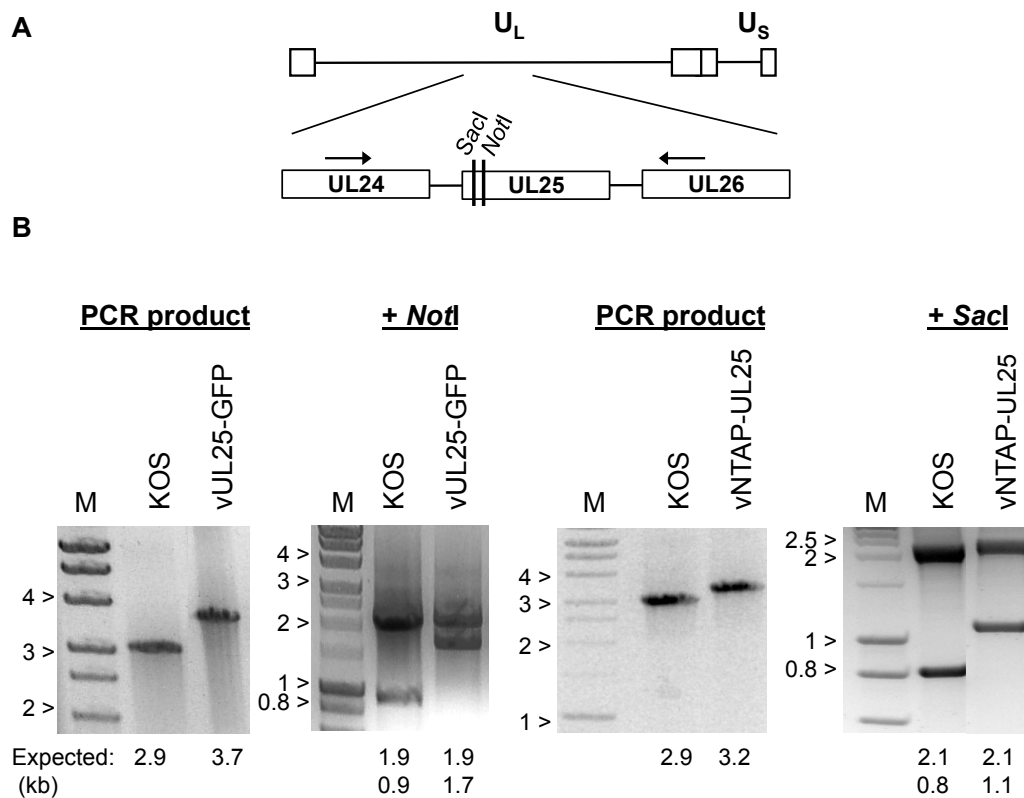 A
UL US
SacI
NotI
UL24 UL25 UL26
B
PCR product + NotI PCR product + SacI
M KOS vUL25-GFP M KOS vUL25-GFP M KOS vNTAP-UL25 M KOS vNTAP-UL25
4 >
3 >
2 >
4 >
3 >
2 >
1 >
0.8 >
4 >
3 >
2 >
1 >
2.5 >
2 >
1 >
0.8 >
Expected: 2.9 3.7 1.9 1.9 2.9 3.2 2.1 2.1
(kb) 0.9 1.7 0.8 1.1